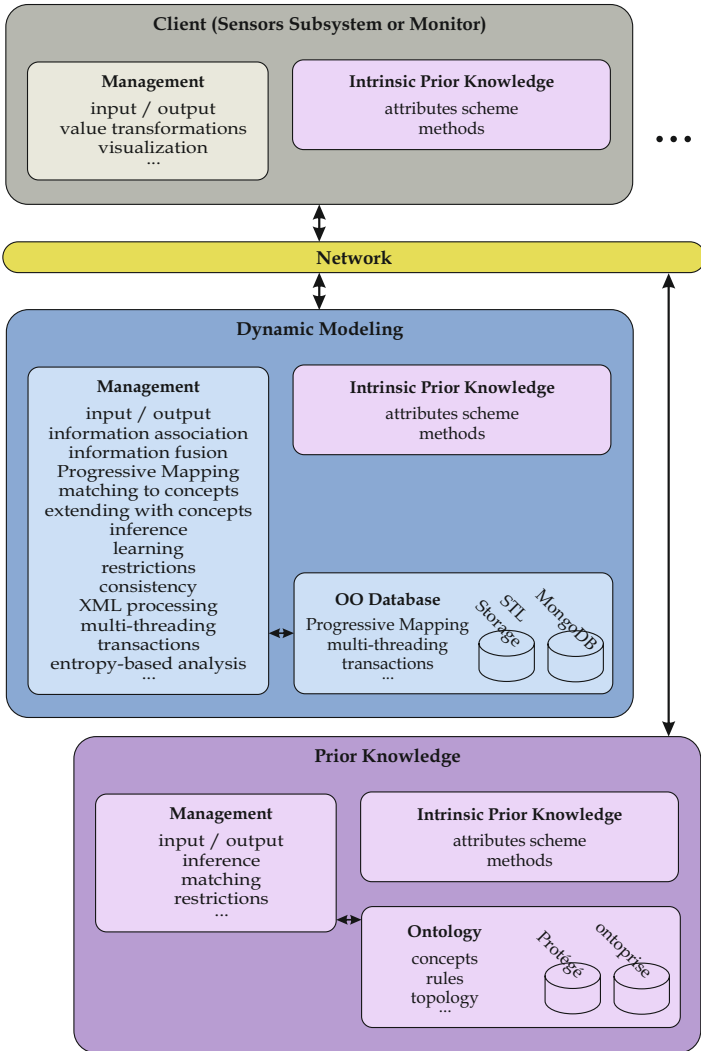 Client (Sensors Subsystem or Monitor)
Management
input / output
value transformations
visualization
...
Intrinsic Prior Knowledge
attributes scheme
methods
...
Network
Dynamic Modeling
Management
input / output
information association
information fusion
Progressive Mapping
matching to concepts
extending with concepts
inference
learning
restrictions
consistency
XML processing
multi-threading
transactions
entropy-based analysis
...
Intrinsic Prior Knowledge
attributes scheme
methods
OO Database
Progressive Mapping
multi-threading
transactions
...
STL
Storage
MongoDB
Prior Knowledge
Management
input / output
inference
matching
restrictions
...
Intrinsic Prior Knowledge
attributes scheme
methods
Ontology
concepts
rules
topology
...
Protégé
ontoprise